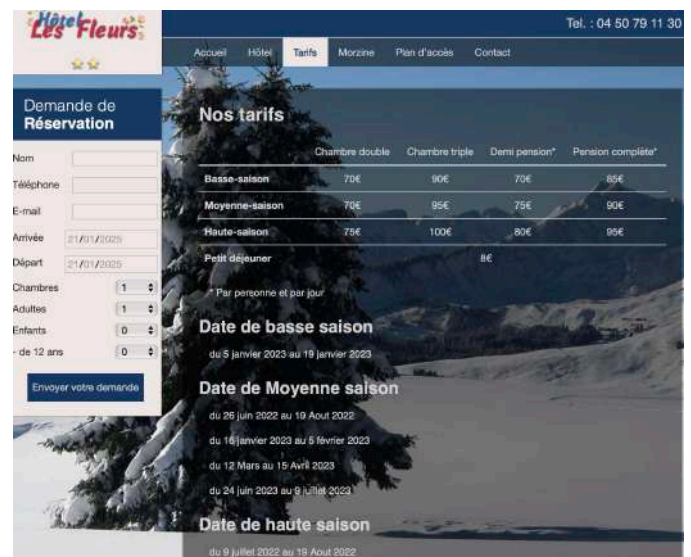 Hôtel
Les Fleurs
Tel. : 04 50 79 11 30
Accueil Hôtel Tarifs Morzine Plan d'accès Contact
Demande de
Réservation
Nom
Téléphone
E-mail
Arrivée 21/01/2025
Départ 21/01/2025
Chambres 1
Adultes 1
Enfants 0
- de 12 ans 0
Envoyer votre demande
Nos tarifs
Chambre double Chambre triple Demi pension* Pension complète*
Basse-saison 70€ 90€ 70€ 85€
Moyenne-saison 70€ 95€ 75€ 90€
Haute-saison 75€ 100€ 80€ 95€
Petit déjeuner 8€
* Par personne et par jour
Date de basse saison
du 5 janvier 2023 au 19 janvier 2023
Date de Moyenne saison
du 26 juin 2022 au 19 Aout 2022
du 16 janvier 2023 au 5 février 2023
du 12 Mars au 15 Avril 2023
du 24 juin 2023 au 9 juillet 2023
Date de haute saison
du 9 juillet 2022 au 19 Aout 2022